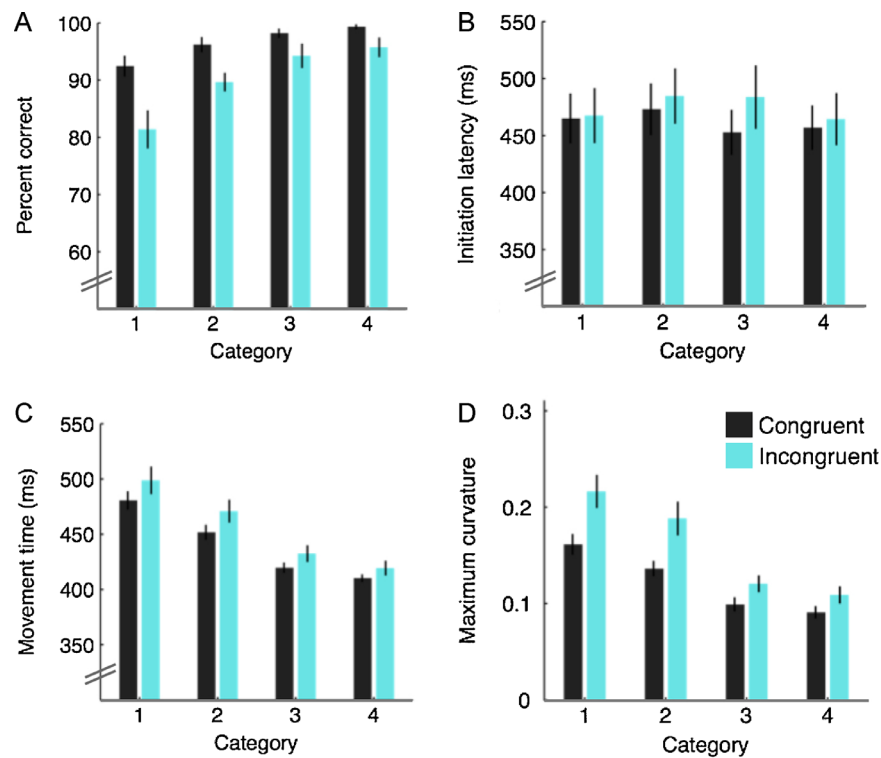 A
Percent correct
100
90
80
90
60
1 2 3 4
Category
B
Initiation latency (ms)
550
500
450
400
350
1 2 3 4
Category
C
Movement time (ms)
550
500
450
400
350
1 2 3 4
Category
D
Maximum curvature
0.3
0.2
0.1
0
1 2 3 4
Category
Congruent
Incongruent